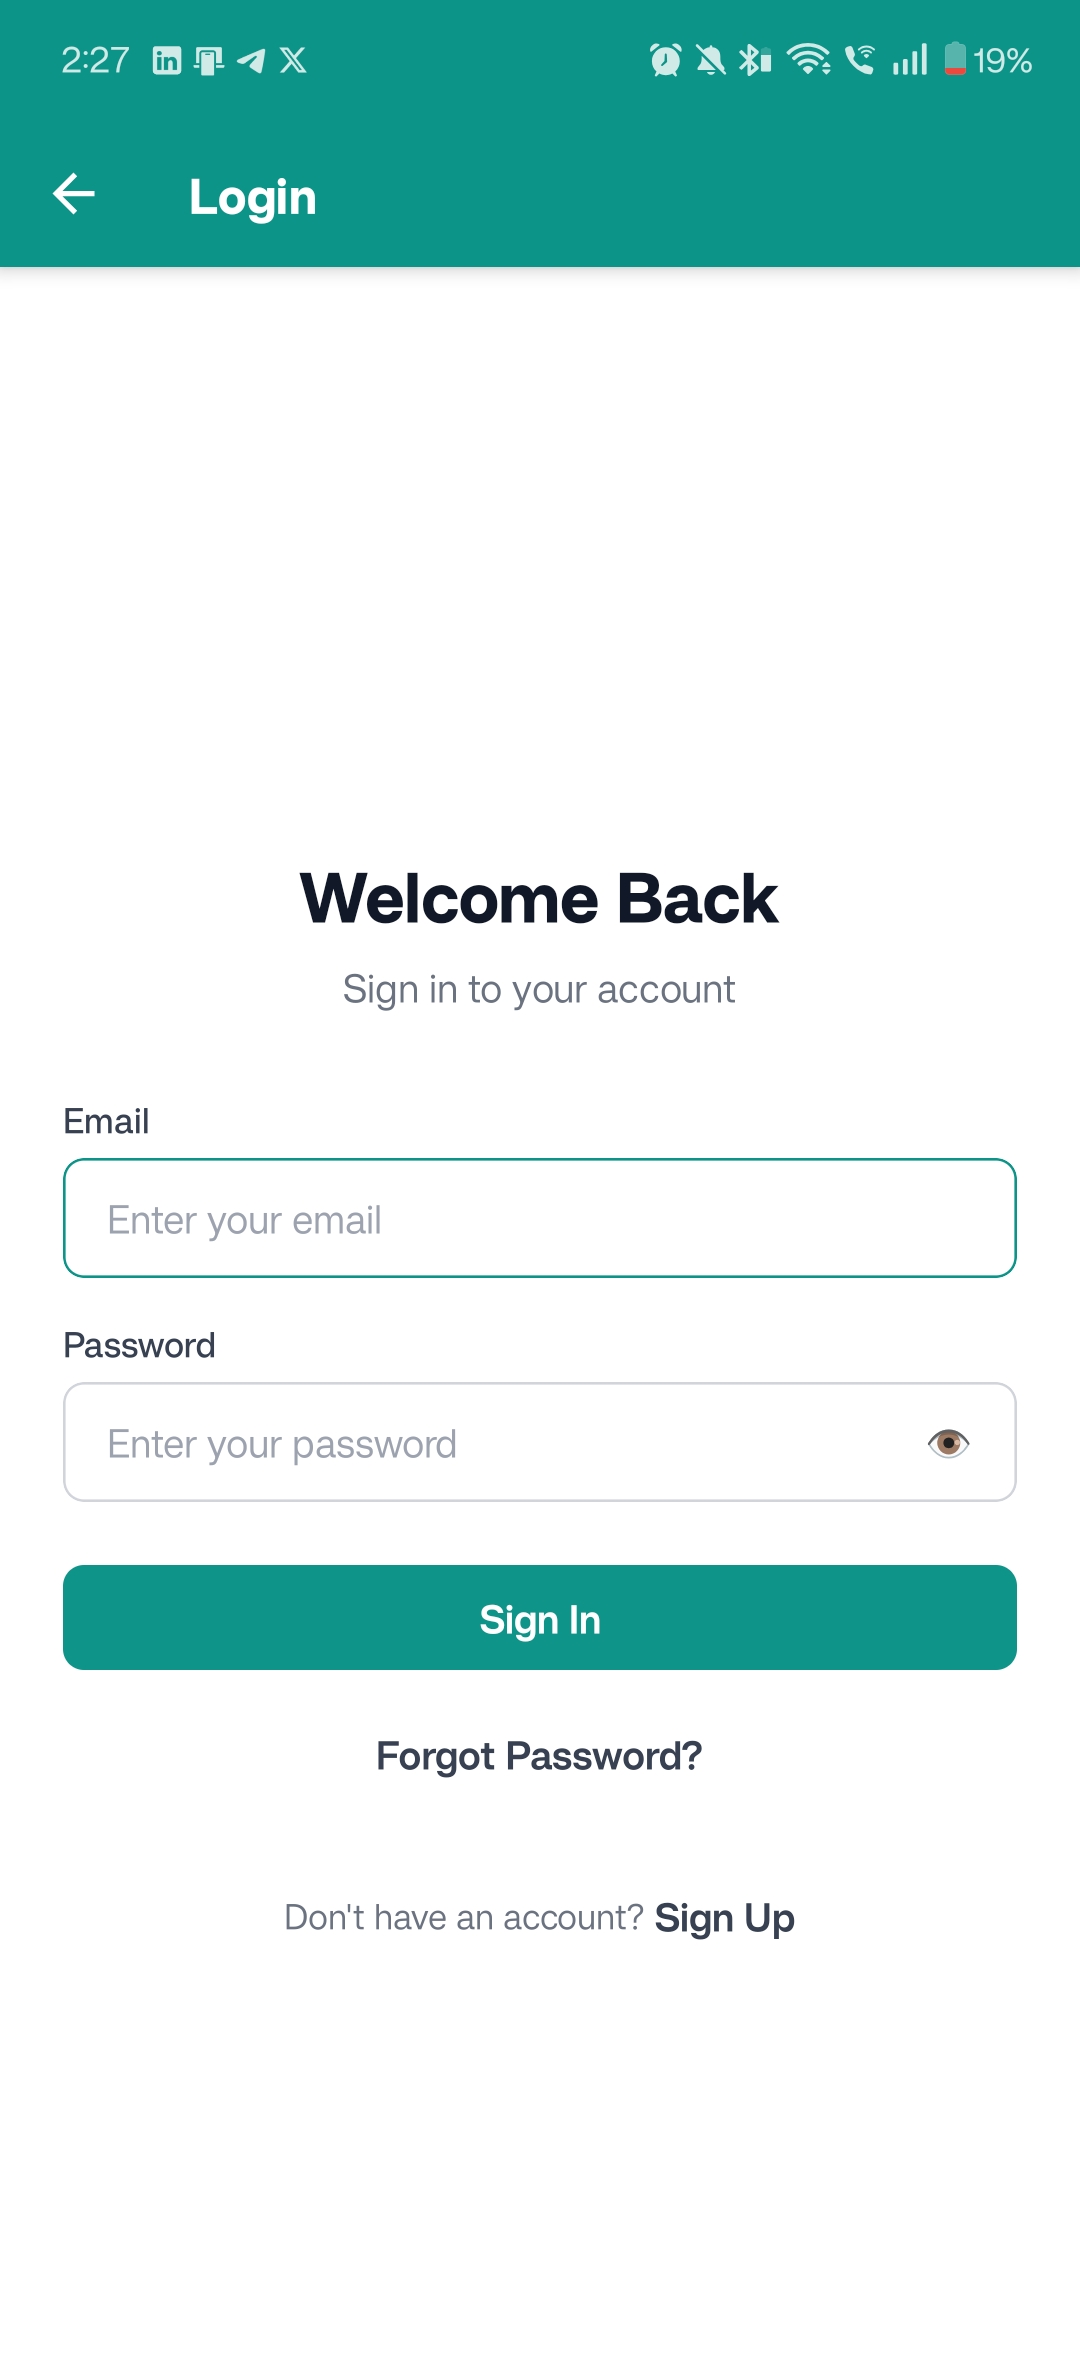 2:27 in X 19%
Login
Welcome Back
Sign in to your account
Email
Enter your email
Password
Enter your password
Sign In
Forgot Password?
Don't have an account? Sign Up